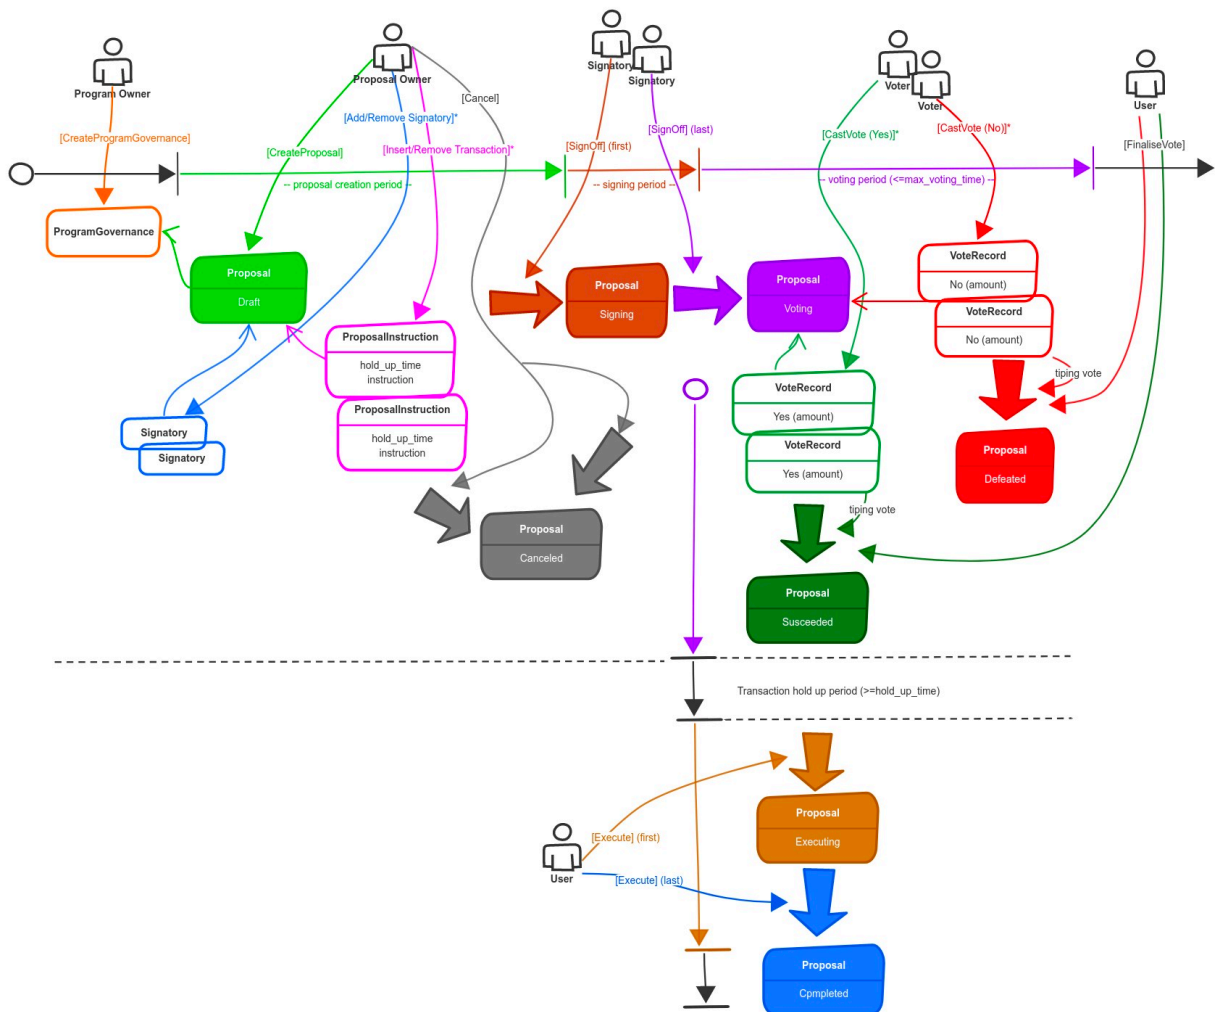 Program Owner
Proposal Owner
Signatory
Signatory
Voter
Voter
User
[Cancel]
[CreateProgramGovernance]
[Add/Remove Signatory]*
[CreateProposal]
[Insert/Remove Transaction]*
[SignOff] (first)
[SignOff] (last)
[CastVote (Yes)]*
[CastVote (No)]*
[FinaliseVote]
-- proposal creation period --
-- signing period --
-- voting period (<=max_voting_time) --
ProgramGovernance
Proposal
Draft
Proposal
Signing
Proposal
Voting
VoteRecord
No (amount)
VoteRecord
No (amount)
ProposalInstruction
hold_up_time
instruction
ProposalInstruction
hold_up_time
instruction
Signatory
Signatory
VoteRecord
Yes (amount)
VoteRecord
Yes (amount)
tiping vote
Proposal
Defeated
tiping vote
Proposal
Canceled
Proposal
Susceeded
Transaction hold up period (>=hold_up_time)
User
[Execute] (first)
[Execute] (last)
Proposal
Executing
Proposal
Cpmpleted